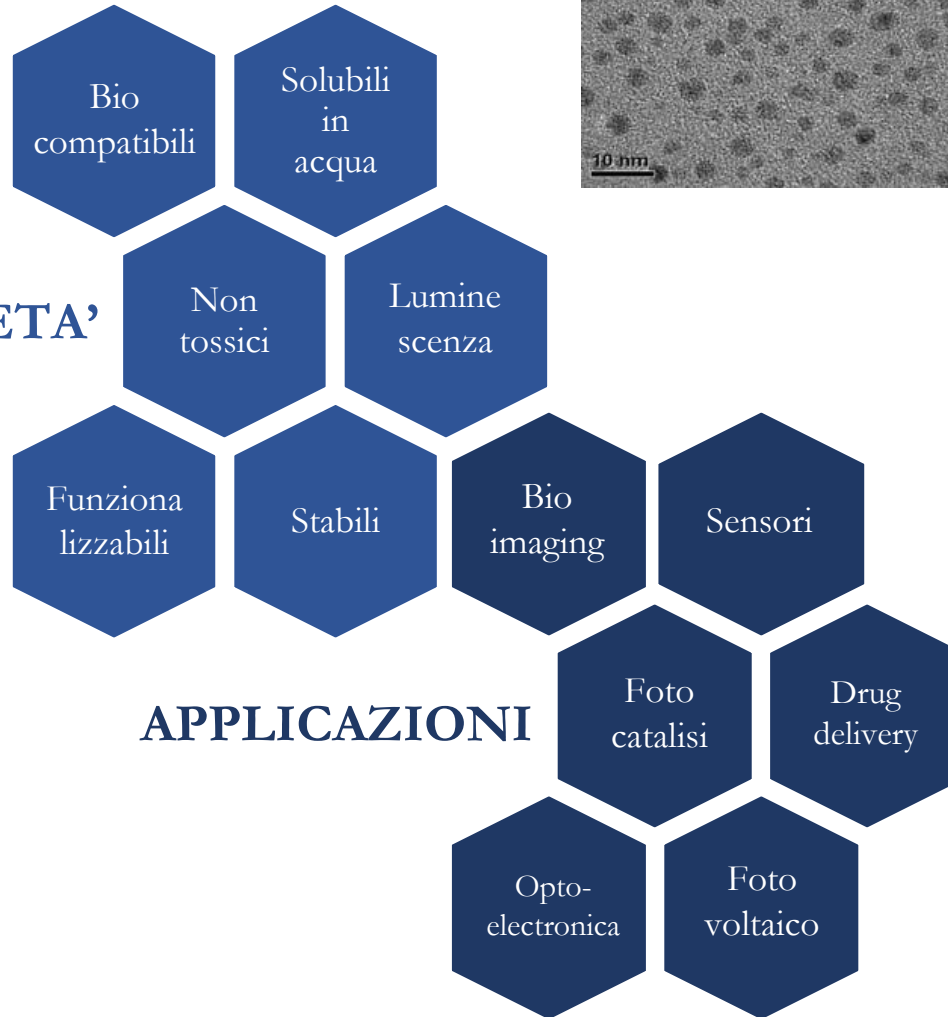 Bio
compatibili
Solubili
in
acqua
10 nm
Non
tossici
Lumine
scenza
ETA’
Funziona
lizzabili
Stabili
Bio
imaging
Sensori
APPLICAZIONI
Foto
catalisi
Drug
delivery
Opto-
electronica
Foto
voltaico